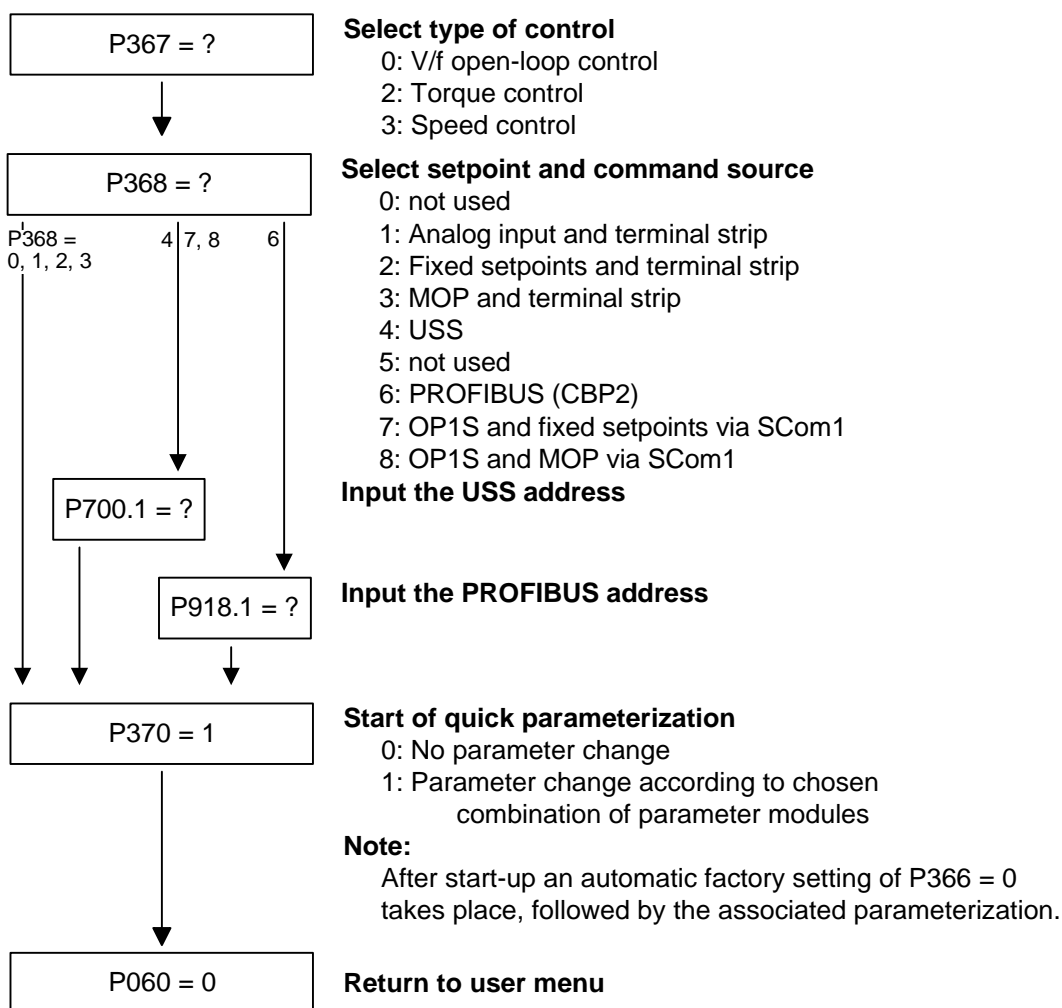 P367 = ?
Select type of control
0: V/f open-loop control
2: Torque control
3: Speed control
P368 = ?
Select setpoint and command source
0: not used
1: Analog input and terminal strip
2: Fixed setpoints and terminal strip
3: MOP and terminal strip
4: USS
5: not used
6: PROFIBUS (CBP2)
7: OP1S and fixed setpoints via SCom1
8: OP1S and MOP via SCom1
P368 =
0, 1, 2, 3
4 7, 8
6
P700.1 = ?
Input the USS address
P918.1 = ?
Input the PROFIBUS address
P370 = 1
Start of quick parameterization
0: No parameter change
1: Parameter change according to chosen
combination of parameter modules
Note:
After start-up an automatic factory setting of P366 = 0
takes place, followed by the associated parameterization.
P060 = 0
Return to user menu